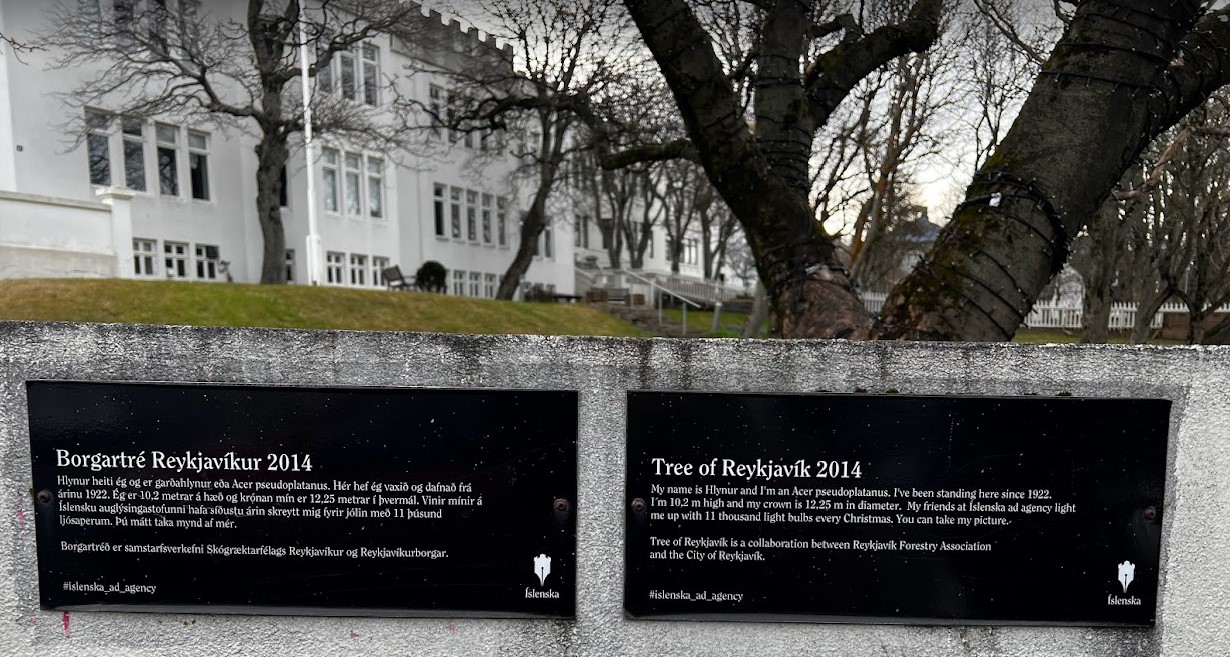 Borgartré Reykjavíkur 2014
Hlynur heiti ég og er garðahlynur eða Acer pseudoplatanus. Hér hef ég vaxið og dafnað frá
árinu 1922. Ég er 10,2 metrar á hæð og krónan mín er 12,25 metrar í þvermál. Vinir mínir á
Íslensku auglýsingastofunni hafa síðustu árin skreytt mig fyrir jólin með 11 þúsund
ljósaperum. Þú mátt taka mynd af mér.
Borgartréð er samstarfsverkefni Skógræktarfélags Reykjavíkur og Reykjavíkurborgar.
#islenska_ad_agency
Íslenska
Tree of Reykjavík 2014
My name is Hlynur and I'm an Acer pseudoplatanus. I've been standing here since 1922.
I'm 10,2 m high and my crown is 12,25 m in diameter. My friends at Íslenska ad agency light
me up with 11 thousand light bulbs every Christmas. You can take my picture.
Tree of Reykjavík is a collaboration between Reykjavík Forestry Association
and the City of Reykjavík.
#islenska_ad_agency
Íslenska